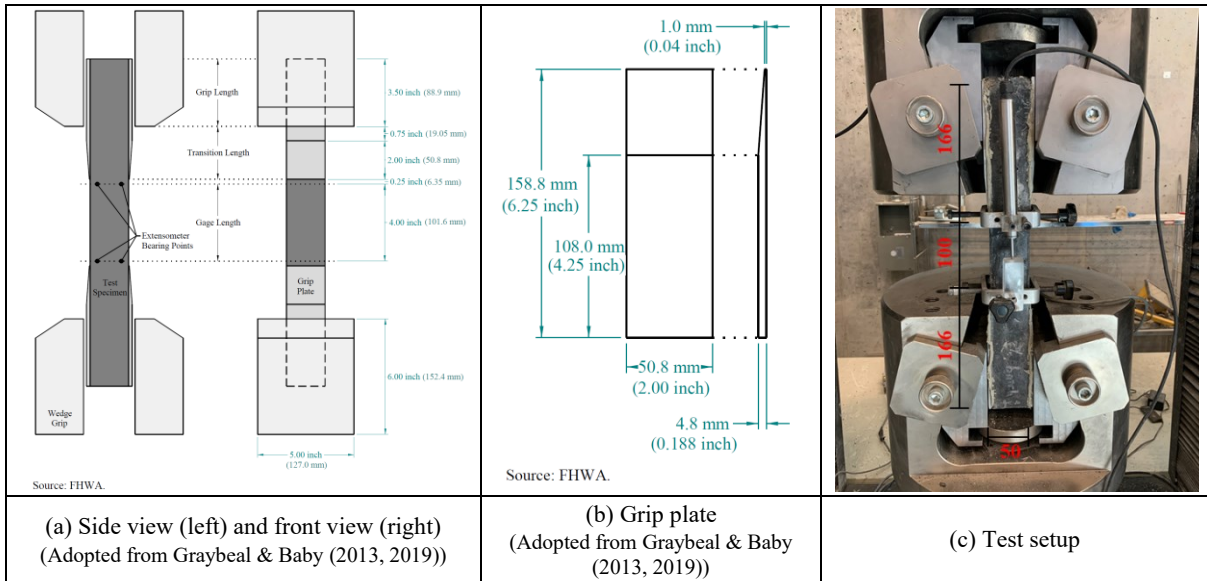 Grip Length
Transition Length
Gage Length
Extensometer
Bearing Points
Test
Specimen
Wedge
Grip
3.50 inch (88.9 mm)
0.75 inch (19.05 mm)
2.00 inch (50.8 mm)
0.25 inch (6.35 mm)
4.00 inch (101.6 mm)
Grip
Plate
6.00 inch (152.4 mm)
5.00 inch
(127.0 mm)
Source: FHWA.
1.0 mm
(0.04 inch)
158.8 mm
(6.25 inch)
108.0 mm
(4.25 inch)
50.8 mm
(2.00 inch)
4.8 mm
(0.188 inch)
Source: FHWA.
166
100
166
50
(a) Side view (left) and front view (right)
(Adopted from Graybeal & Baby (2013, 2019))
(b) Grip plate
(Adopted from Graybeal & Baby
(2013, 2019))
(c) Test setup